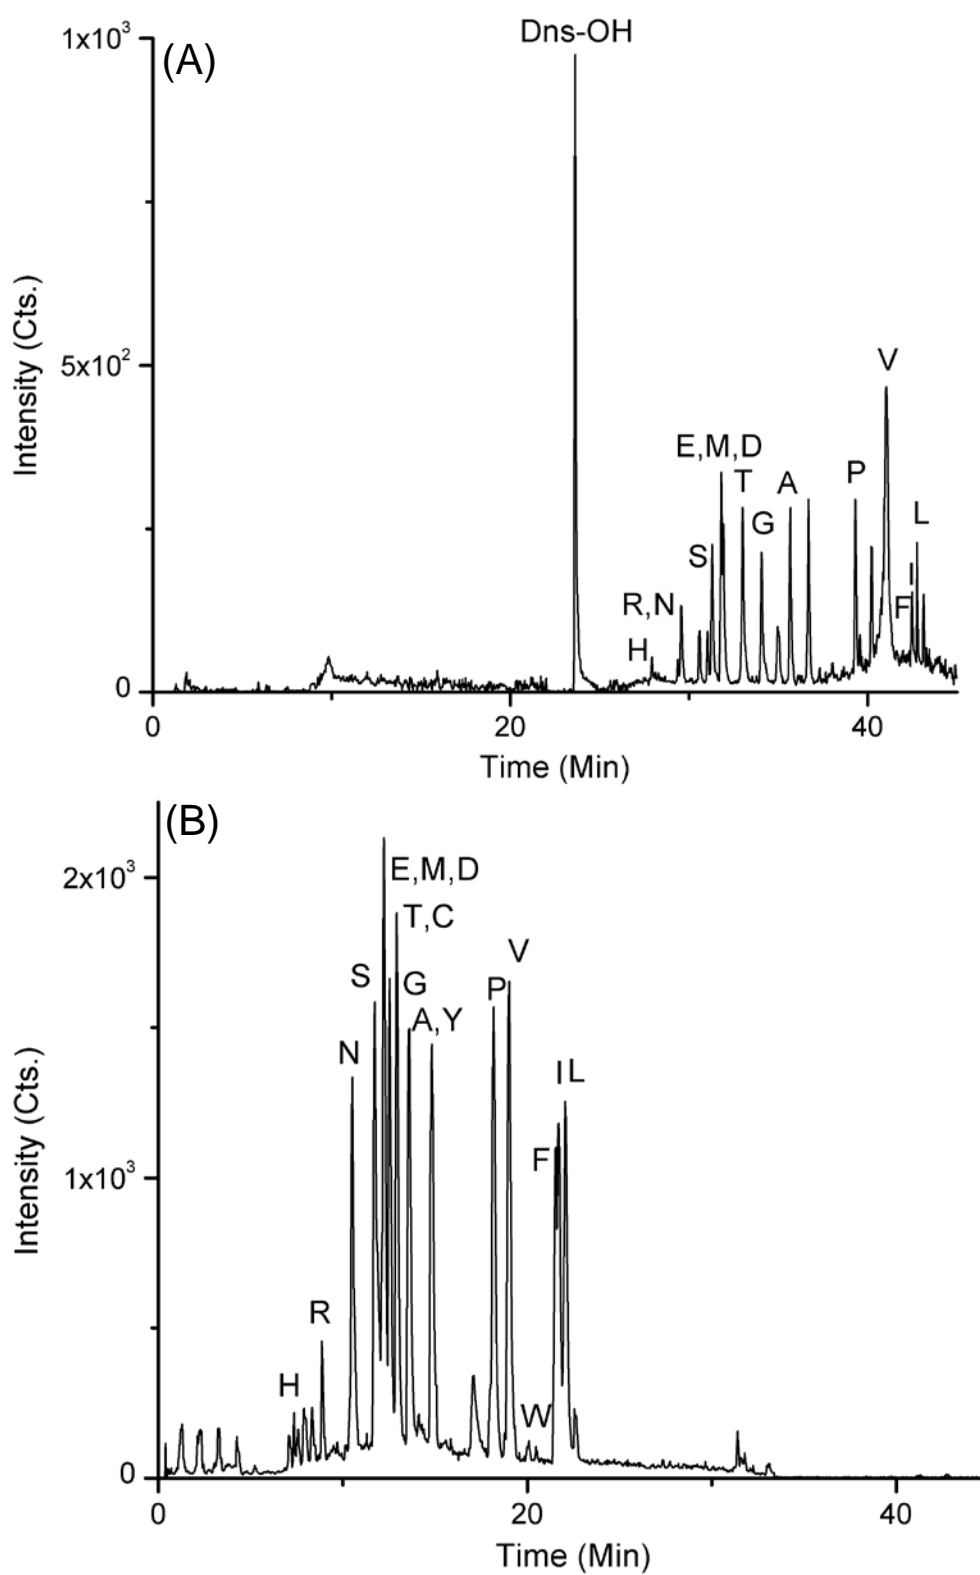 Dns-OH
1x10³
(A)
Intensity (Cts.)
5x10²
V
E,M,D
T
A
P
G
L
S
I
R,N
F
H
0
0
20
40
Time (Min)
(B)
2x10³
E,M,D
T,C
V
S
G
P
A,Y
N
I L
Intensity (Cts.)
1x10³
F
R
H
W
0
0
20
40
Time (Min)